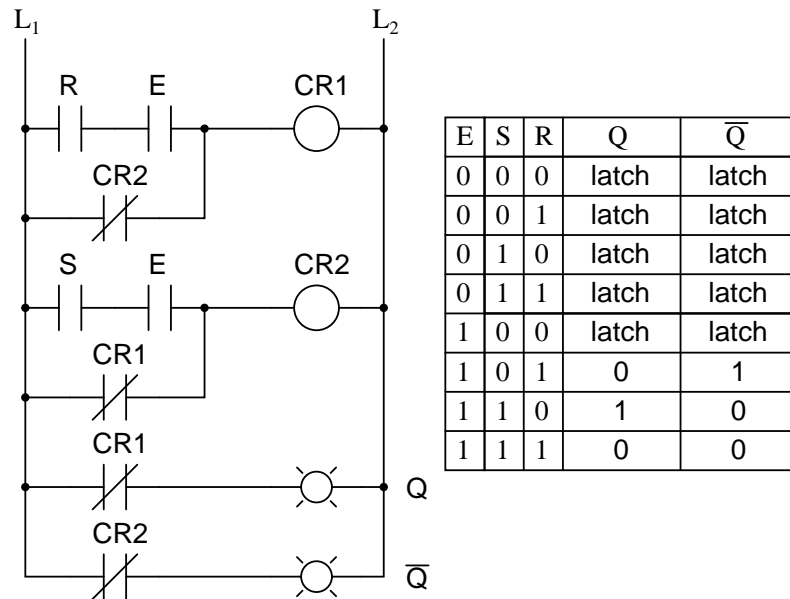 L1 L2
R E CR1
CR2
S E CR2
CR1
CR1
Q
CR2
Q̅
E S R Q Q̅
0 0 0 latch latch
0 0 1 latch latch
0 1 0 latch latch
0 1 1 latch latch
1 0 0 latch latch
1 0 1 0 1
1 1 0 1 0
1 1 1 0 0